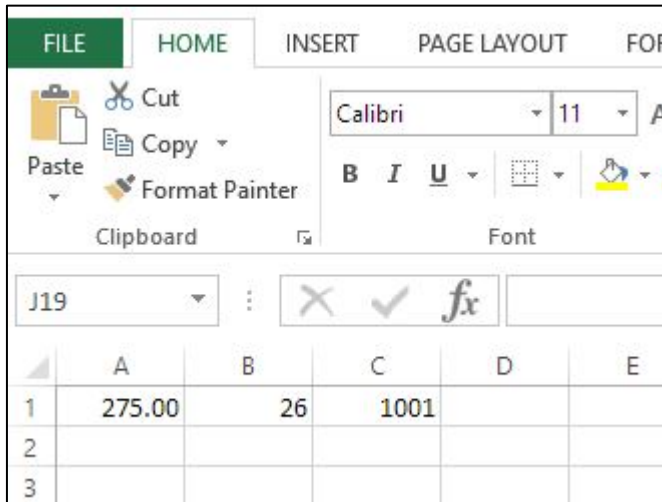 FILE HOME INSERT PAGE LAYOUT
Cut
Calibri 11
Copy
Paste
B I U
Format Painter
Clipboard Font
J19 fx
A B C D E
1 275.00 26 1001
2
3